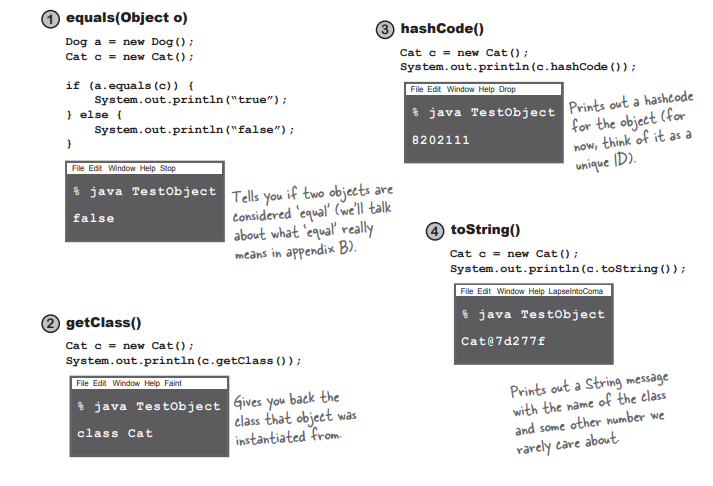 1 equals(Object o)
Dog a = new Dog();
Cat c = new Cat();
if (a.equals(c)) {
System.out.println("true");
} else {
System.out.println("false");
}
File Edit Window Help Stop
% java TestObject
false
Tells you if two objects are
considered 'equal' (we'll talk
about what 'equal' really
means in appendix B).
2 getClass()
Cat c = new Cat();
System.out.println(c.getClass());
File Edit Window Help Faint
% java TestObject
class Cat
Gives you back the
class that object was
instantiated from.
3 hashCode()
Cat c = new Cat();
System.out.println(c.hashCode());
File Edit Window Help Drop
% java TestObject
8202111
Prints out a hashcode
for the object (for
now, think of it as a
unique ID).
4 toString()
Cat c = new Cat();
System.out.println(c.toString());
File Edit Window Help LapseIntoComa
% java TestObject
Cat@7d277f
Prints out a String message
with the name of the class
and some other number we
rarely care about.